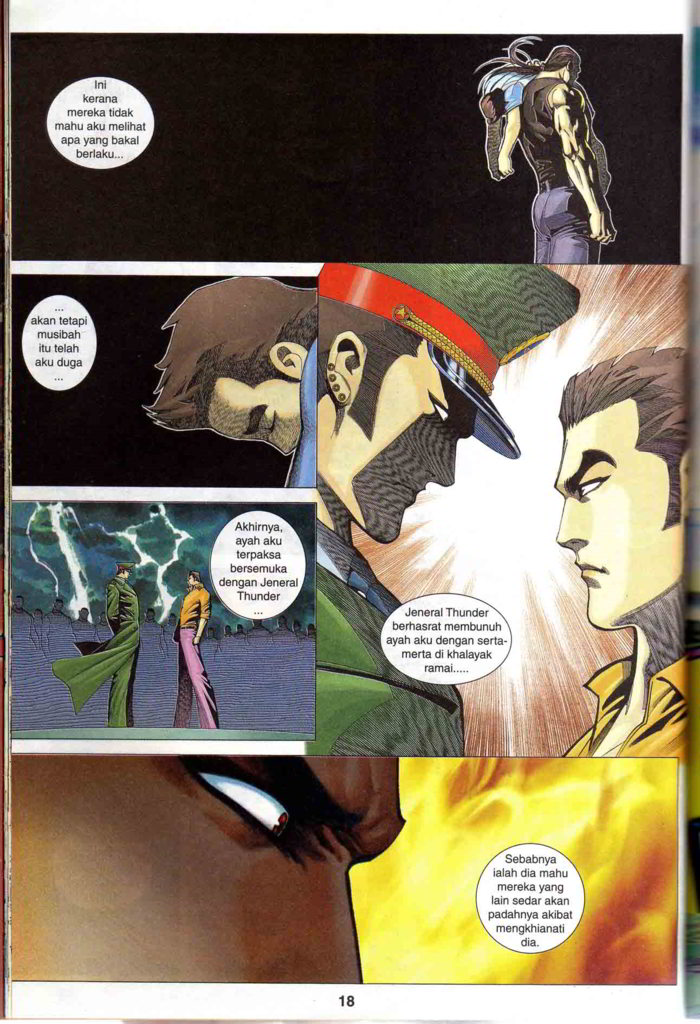 Ini
kerana
mereka tidak
mahu aku melihat
apa yang bakal
berlaku...
...
akan tetapi
musibah
itu telah
aku duga
...
Akhirnya,
ayah aku
terpaksa
bersemuka
dengan Jeneral
Thunder
...
Jeneral Thunder
berhasrat membunuh
ayah aku dengan serta-
merta di khalayak
ramai.....
Sebabnya
ialah dia mahu
mereka yang
lain sedar akan
padahnya akibat
mengkhianati
dia.
18